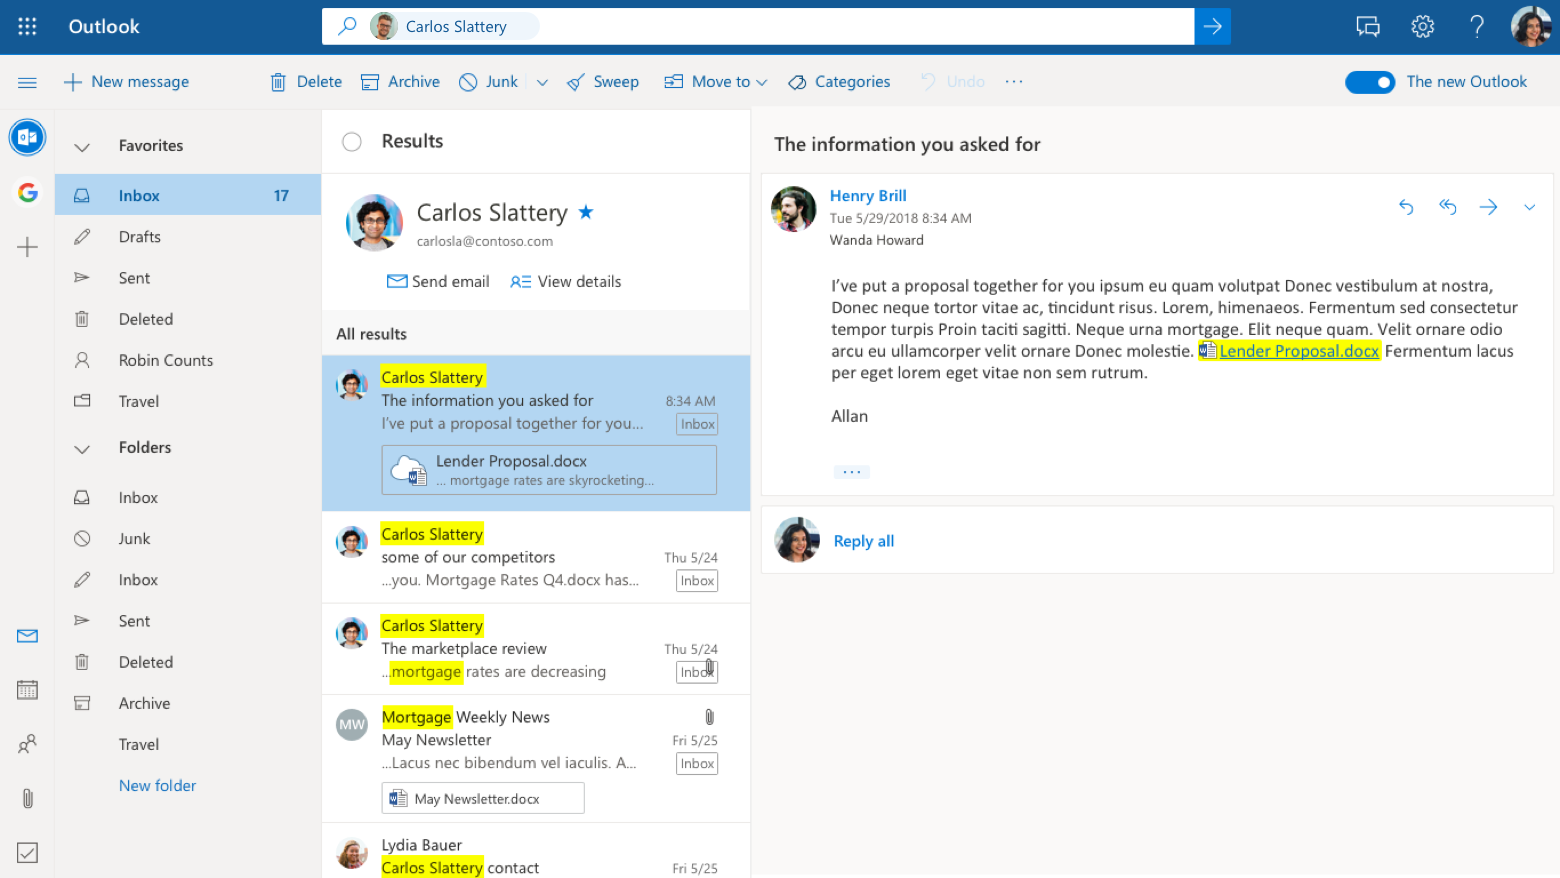 Outlook
Carlos Slattery
New message
Delete
Archive
Junk
Sweep
Move to
Categories
Undo
The new Outlook
Favorites
Inbox 17
Drafts
Sent
Deleted
Robin Counts
Travel
Folders
Inbox
Junk
Inbox
Sent
Deleted
Archive
Travel
New folder
Results
Carlos Slattery
carlosla@contoso.com
Send email
View details
All results
Carlos Slattery
The information you asked for 8:34 AM
I've put a proposal together for you... Inbox
Lender Proposal.docx
... mortgage rates are skyrocketing...
Carlos Slattery
some of our competitors Thu 5/24
...you. Mortgage Rates Q4.docx has... Inbox
Carlos Slattery
The marketplace review Thu 5/24
...mortgage rates are decreasing Inbox
MW
Mortgage Weekly News
May Newsletter Fri 5/25
...Lacus nec bibendum vel iaculis. A... Inbox
May Newsletter.docx
Lydia Bauer
Carlos Slattery contact Fri 5/25
The information you asked for
Henry Brill
Tue 5/29/2018 8:34 AM
Wanda Howard
I've put a proposal together for you ipsum eu quam volutpat Donec vestibulum at nostra,
Donec neque tortor vitae ac, tincidunt risus. Lorem, himenaeos. Fermentum sed consectetur
tempor turpis Proin taciti sagitti. Neque urna mortgage. Elit neque quam. Velit ornare odio
arcu eu ullamcorper velit ornare Donec molestie. Lender Proposal.docx Fermentum lacus
per eget lorem eget vitae non sem rutrum.
Allan
Reply all